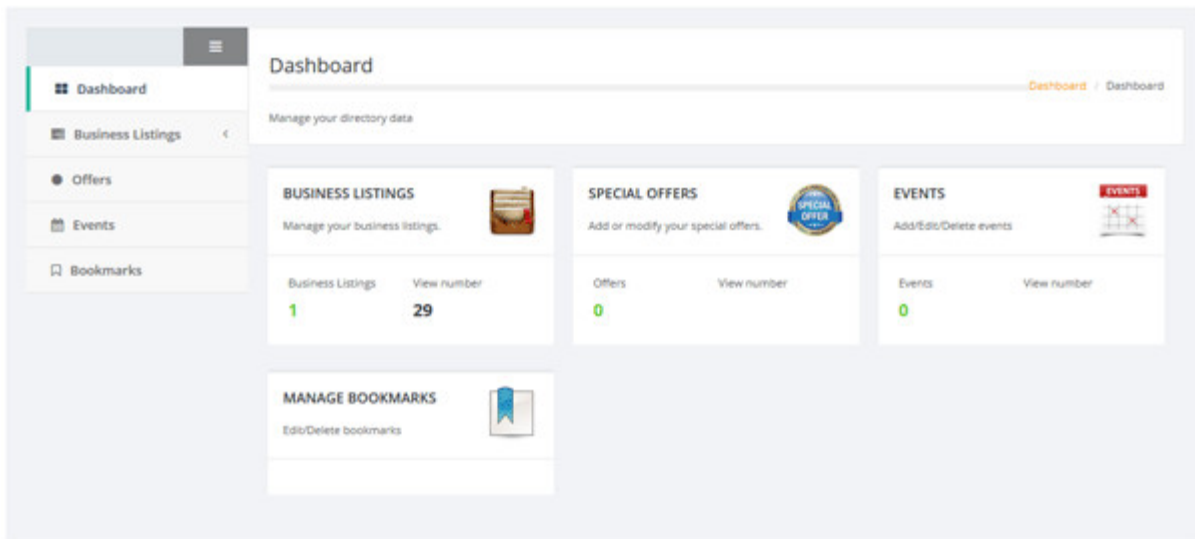 Dashboard
Business Listings
Offers
Events
Bookmarks
Dashboard
Dashboard / Dashboard
Manage your directory data
BUSINESS LISTINGS
Manage your business listings.
Business Listings View number
1 29
SPECIAL OFFERS
Add or modify your special offers.
SPECIAL
OFFER
Offers View number
0
EVENTS
Add/Edit/Delete events
EVENTS
Events View number
0
MANAGE BOOKMARKS
Edit/Delete bookmarks